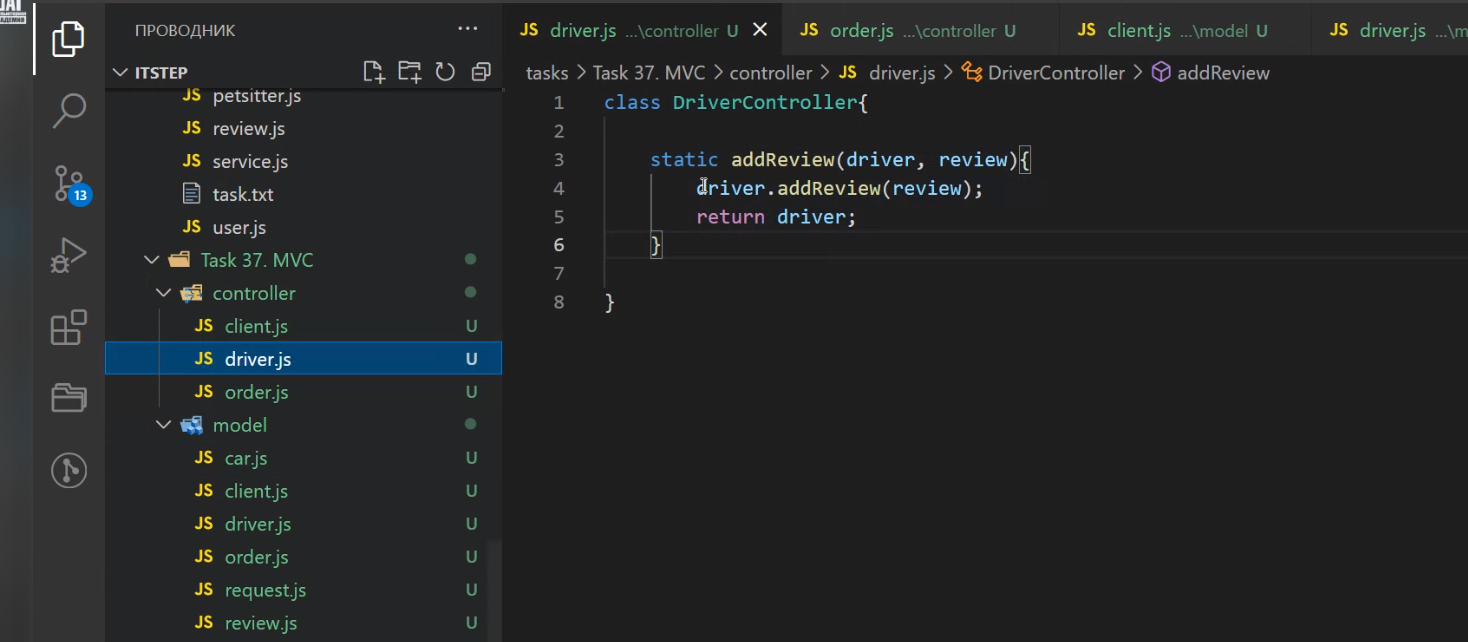 ПРОВОДНИК
ITSTEP
JS petsitter.js
JS review.js
JS service.js
task.txt
JS user.js
Task 37. MVC
controller
JS client.js U
JS driver.js U
JS order.js U
model
JS car.js U
JS client.js U
JS driver.js U
JS order.js U
JS request.js U
JS review.js U
13
JS driver.js ...\controller U
JS order.js ...\controller U
JS client.js ...\model U
JS driver.js
tasks > Task 37. MVC > controller > JS driver.js > DriverController > addReview
1 class DriverController{
2
3 static addReview(driver, review){
4 driver.addReview(review);
5 return driver;
6 }
7
8 }